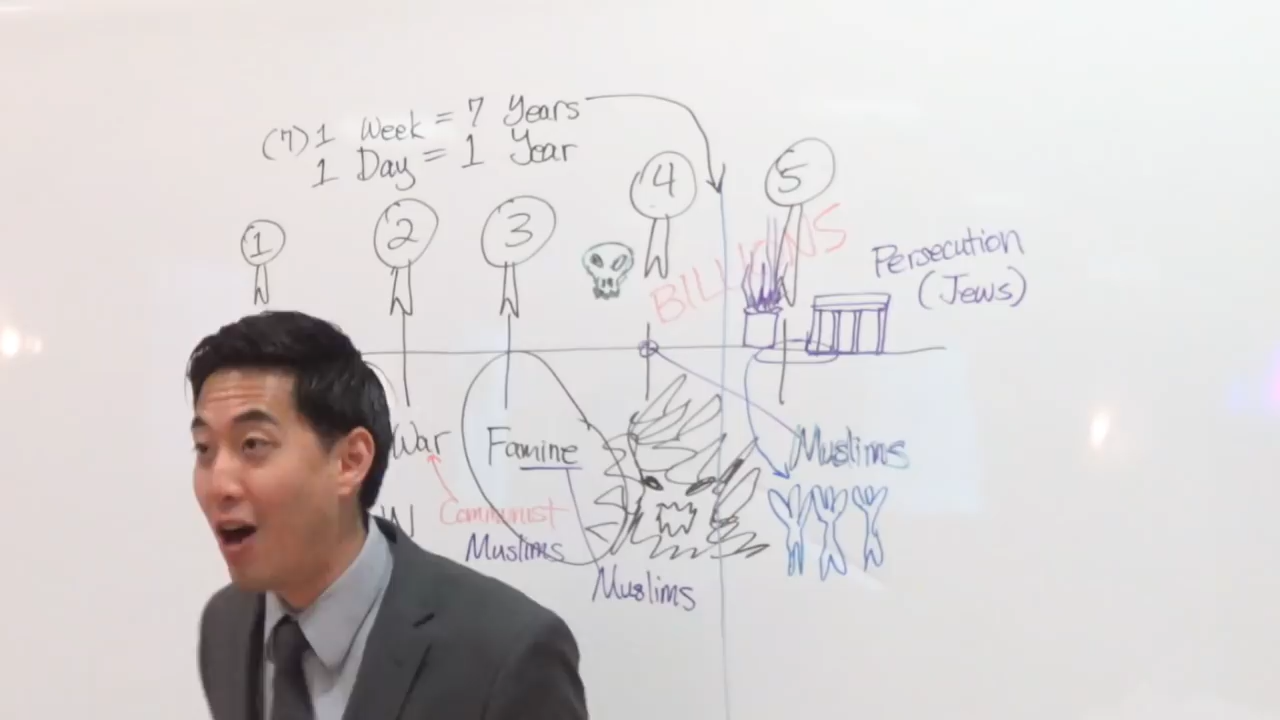 (7) 1 Week = 7 Years
1 Day = 1 Year
1
2
3
4
5
BILLIONS
Persecution
(Jews)
War
Famine
Muslims
Communist
Muslims
Muslims